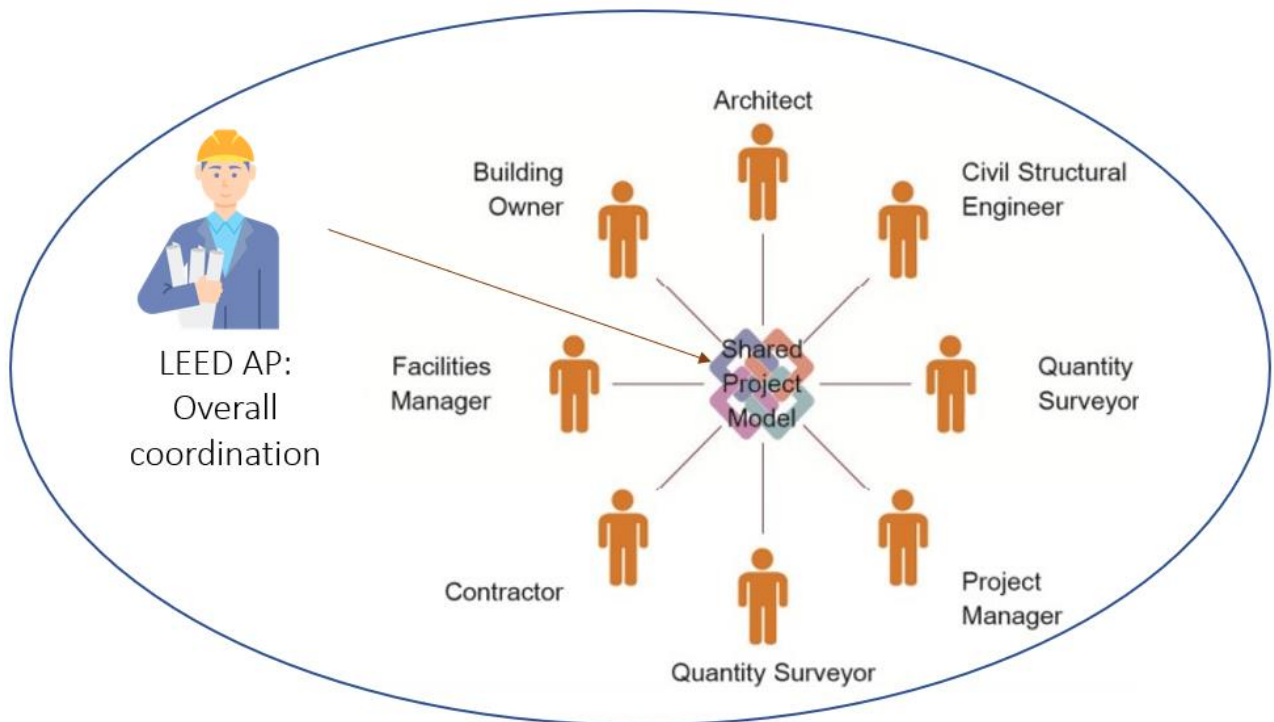 Architect
Building
Owner
Civil Structural
Engineer
LEED AP:
Overall
coordination
Facilities
Manager
Shared
Project
Model
Quantity
Surveyor
Contractor
Project
Manager
Quantity Surveyor